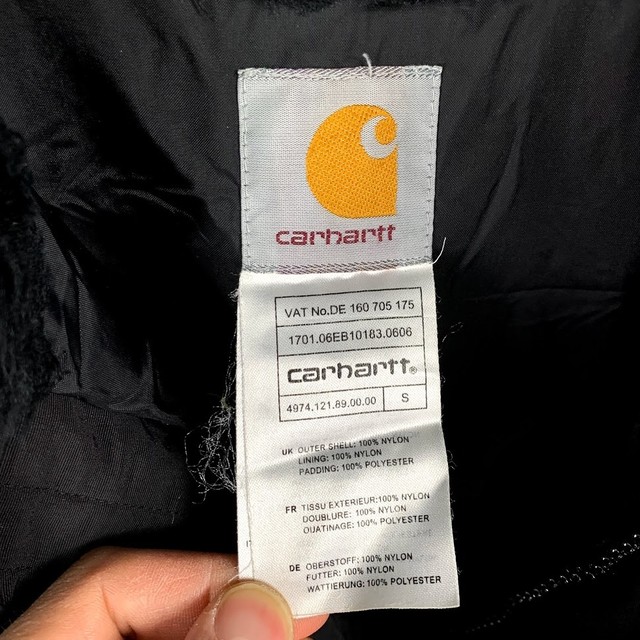 carhartt
VAT No.DE 160 705 175
1701.06EB10183.0606
carhartt®
4974.121.89.00.00 S
UK OUTER SHELL: 100% NYLON
LINING: 100% NYLON
PADDING: 100% POLYESTER
FR TISSU EXTERIEUR:100% NYLON
DOUBLURE: 100% NYLON
OUATINAGE: 100% POLYESTER
DE OBERSTOFF: 100% NYLON
FUTTER: 100% NYLON
WATTIERUNG: 100% POLYESTER